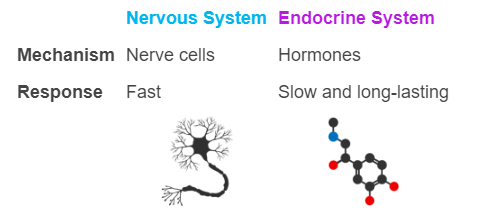 Nervous System Endocrine System
Mechanism Nerve cells Hormones
Response Fast Slow and long-lasting